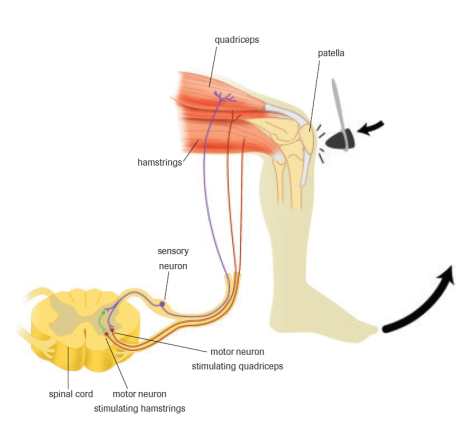 quadriceps
patella
hamstrings
sensory
neuron
motor neuron
stimulating quadriceps
spinal cord
motor neuron
stimulating hamstrings